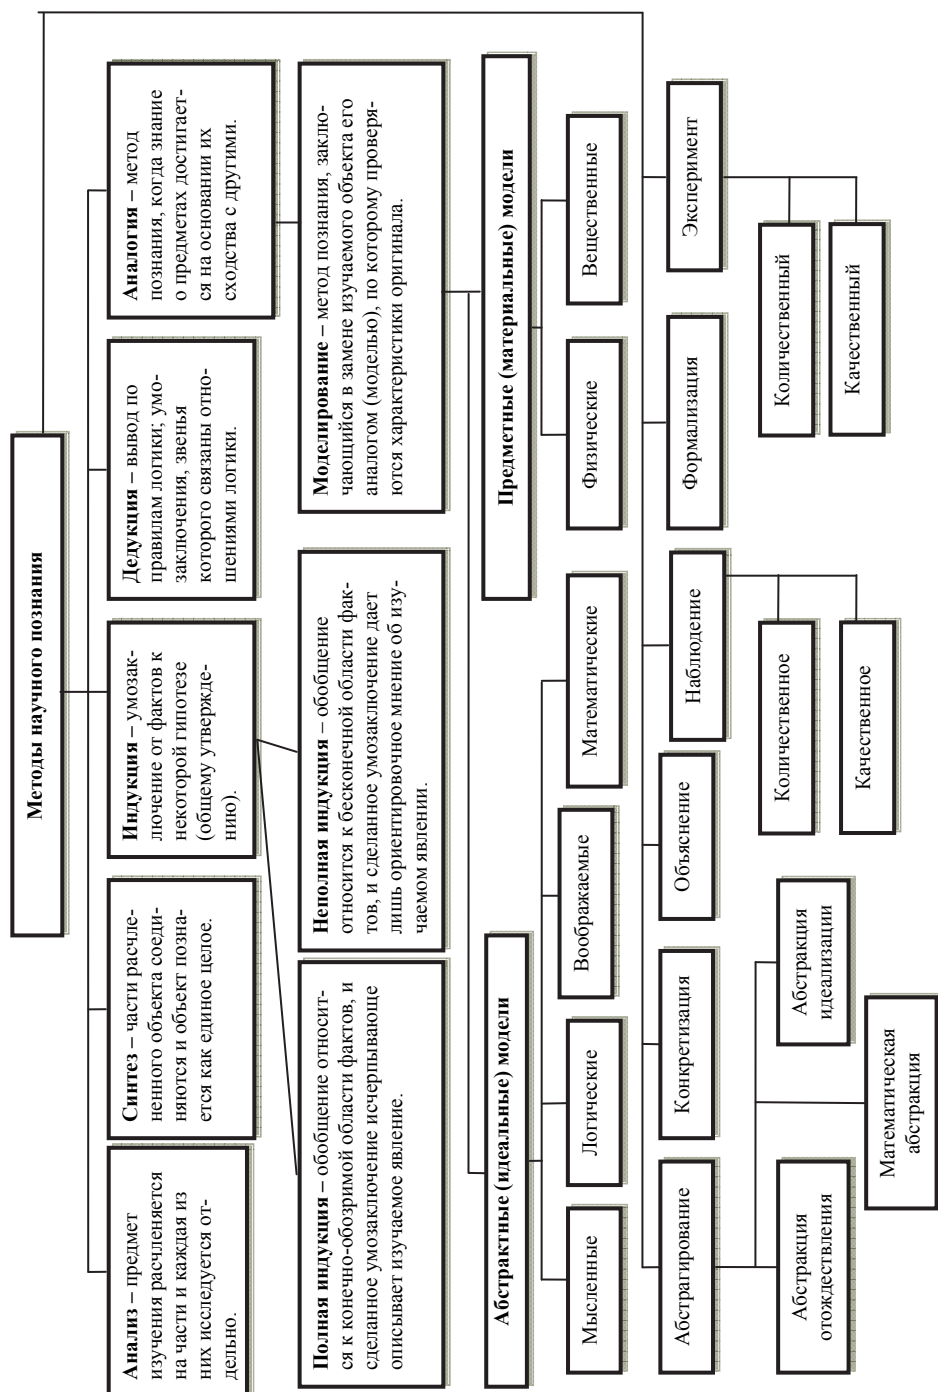 Методы научного познания
Анализ – предмет
изучения расчленяется
на части и каждая из
них исследуется от-
дельно.
Синтез – части расчле-
ненного объекта соеди-
няются и объект позна-
ется как единое целое.
Индукция – умозак-
лючение от фактов к
некоторой гипотезе
(общему утвержде-
нию).
Дедукция – вывод по
правилам логики; умо-
заключения, звенья
которого связаны отно-
шениями логики.
Аналогия – метод
познания, когда знание
о предметах достигает-
ся на основании их
сходства с другими.
Полная индукция – обобщение относит-
ся к конечно-обозримой области фактов, и
сделанное умозаключение исчерпывающе
описывает изучаемое явление.
Неполная индукция – обобщение
относится к бесконечной области фак-
тов, и сделанное умозаключение дает
лишь ориентировочное мнение об изу-
чаемом явлении.
Моделирование – метод познания, заклю-
чающийся в замене изучаемого объекта его
аналогом (моделью), по которому проверя-
ются характеристики оригинала.
Абстрактные (идеальные) модели
Предметные (материальные) модели
Мысленные
Логические
Воображаемые
Математические
Физические
Вещественные
Абстрагирование
Конкретизация
Объяснение
Наблюдение
Формализация
Эксперимент
Абстракция
отождествления
Математическая
абстракция
Абстракция
идеализации
Количественное
Качественное
Количественный
Качественный